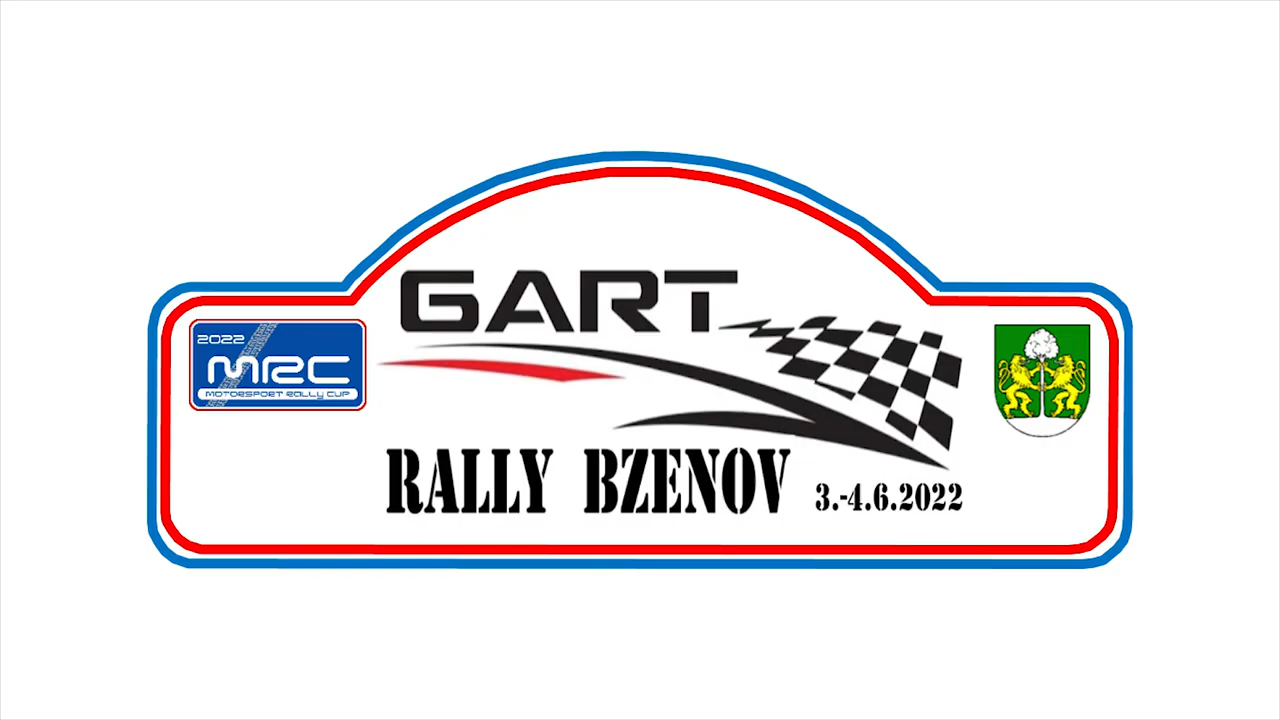 GART
2022
MRC
MOTORSPORT RALLY CUP
RALLY BZENOV 3.-4.6.2022